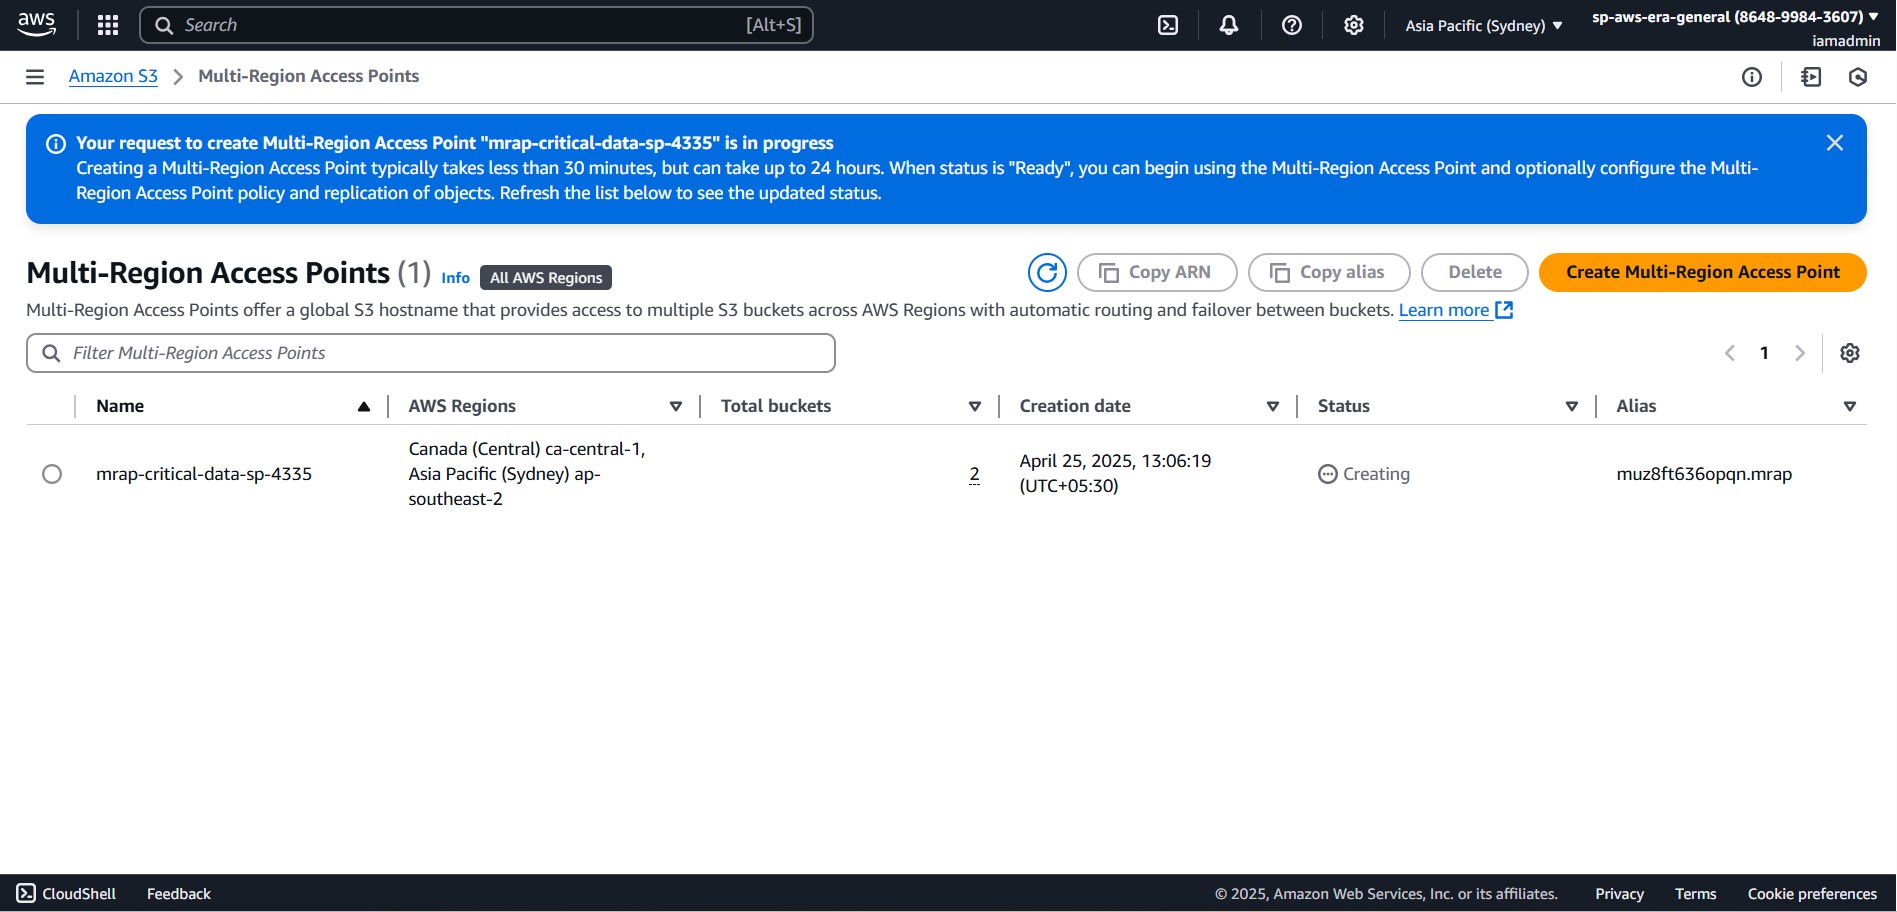 aws
Search [Alt+S]
Asia Pacific (Sydney)
sp-aws-era-general (8648-9984-3607)
iamadmin
Amazon S3
Multi-Region Access Points
Your request to create Multi-Region Access Point "mrap-critical-data-sp-4335" is in progress
Creating a Multi-Region Access Point typically takes less than 30 minutes, but can take up to 24 hours. When status is "Ready", you can begin using the Multi-Region Access Point and optionally configure the Multi-
Region Access Point policy and replication of objects. Refresh the list below to see the updated status.
Multi-Region Access Points (1) Info All AWS Regions
Copy ARN
Copy alias
Delete
Create Multi-Region Access Point
Multi-Region Access Points offer a global S3 hostname that provides access to multiple S3 buckets across AWS Regions with automatic routing and failover between buckets. Learn more
Filter Multi-Region Access Points
1
Name
AWS Regions
Total buckets
Creation date
Status
Alias
mrap-critical-data-sp-4335
Canada (Central) ca-central-1,
Asia Pacific (Sydney) ap-
southeast-2
2
April 25, 2025, 13:06:19
(UTC+05:30)
Creating
muz8ft636opqn.mrap
CloudShell
Feedback
© 2025, Amazon Web Services, Inc. or its affiliates.
Privacy
Terms
Cookie preferences